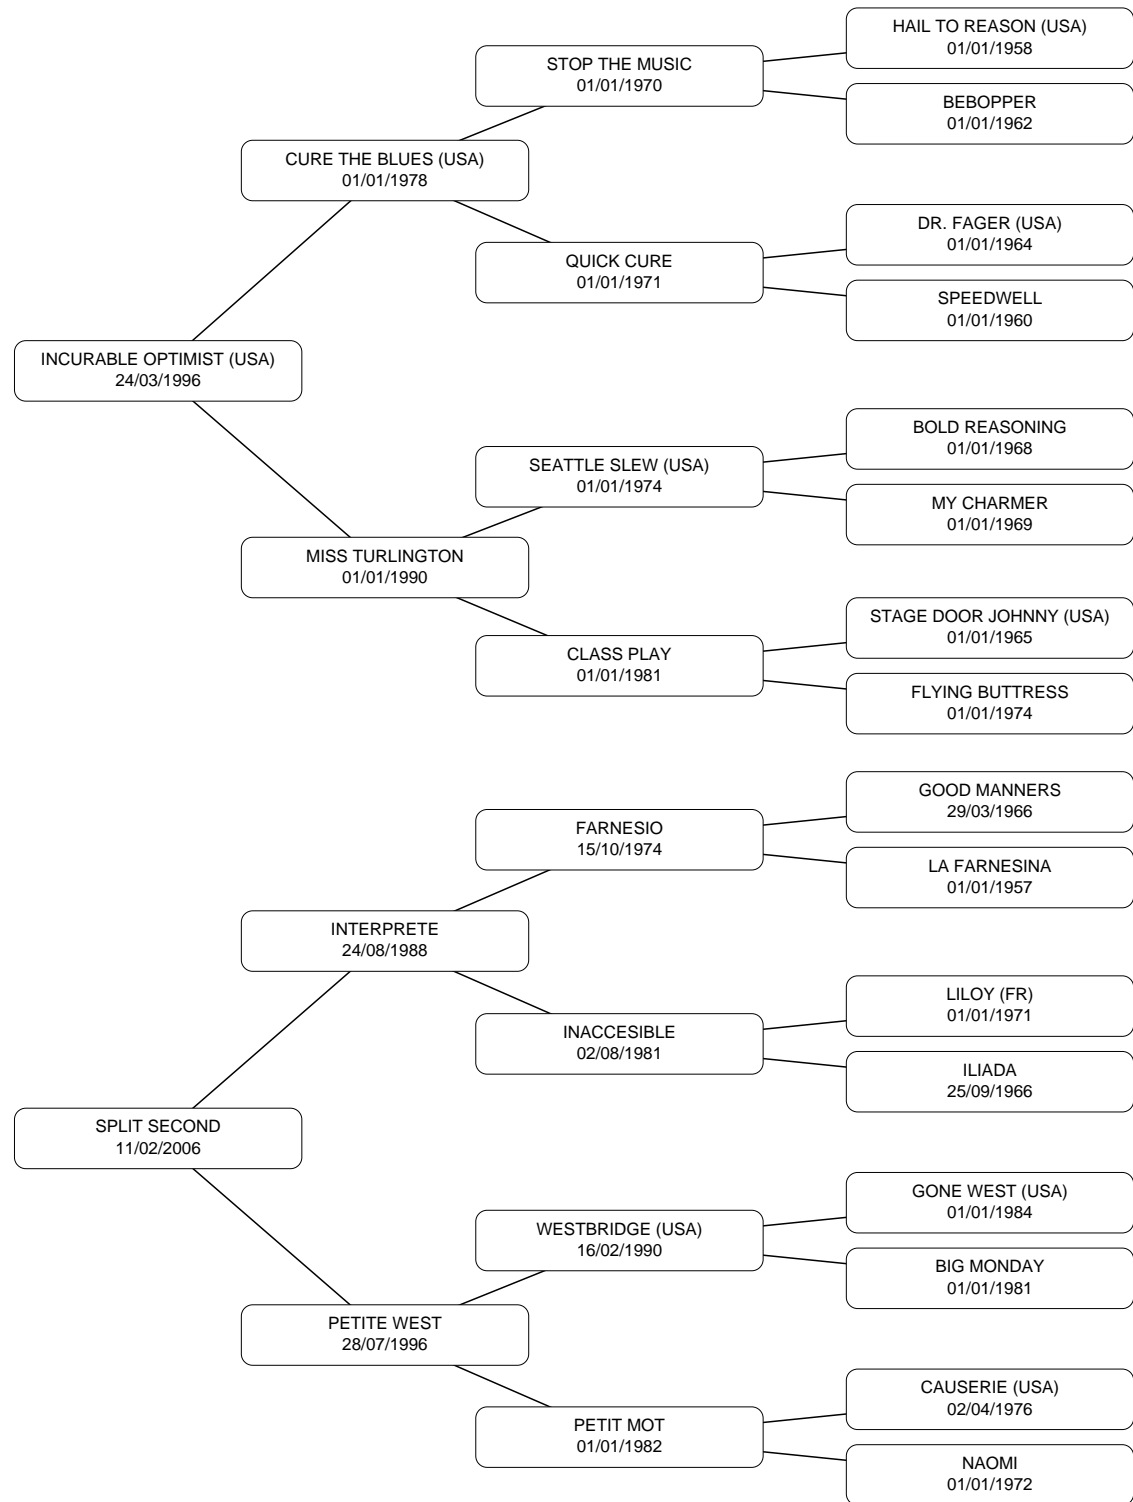 HAIL TO REASON (USA)
01/01/1958
STOP THE MUSIC
01/01/1970
BEBOPPER
01/01/1962
CURE THE BLUES (USA)
01/01/1978
DR. FAGER (USA)
01/01/1964
QUICK CURE
01/01/1971
SPEEDWELL
01/01/1960
INCURABLE OPTIMIST (USA)
24/03/1996
BOLD REASONING
01/01/1968
SEATTLE SLEW (USA)
01/01/1974
MY CHARMER
01/01/1969
MISS TURLINGTON
01/01/1990
STAGE DOOR JOHNNY (USA)
01/01/1965
CLASS PLAY
01/01/1981
FLYING BUTTRESS
01/01/1974
GOOD MANNERS
29/03/1966
FARNESIO
15/10/1974
LA FARNESINA
01/01/1957
INTERPRETE
24/08/1988
LILOY (FR)
01/01/1971
INACCESIBLE
02/08/1981
ILIADA
25/09/1966
SPLIT SECOND
11/02/2006
GONE WEST (USA)
01/01/1984
WESTBRIDGE (USA)
16/02/1990
BIG MONDAY
01/01/1981
PETITE WEST
28/07/1996
CAUSERIE (USA)
02/04/1976
PETIT MOT
01/01/1982
NAOMI
01/01/1972